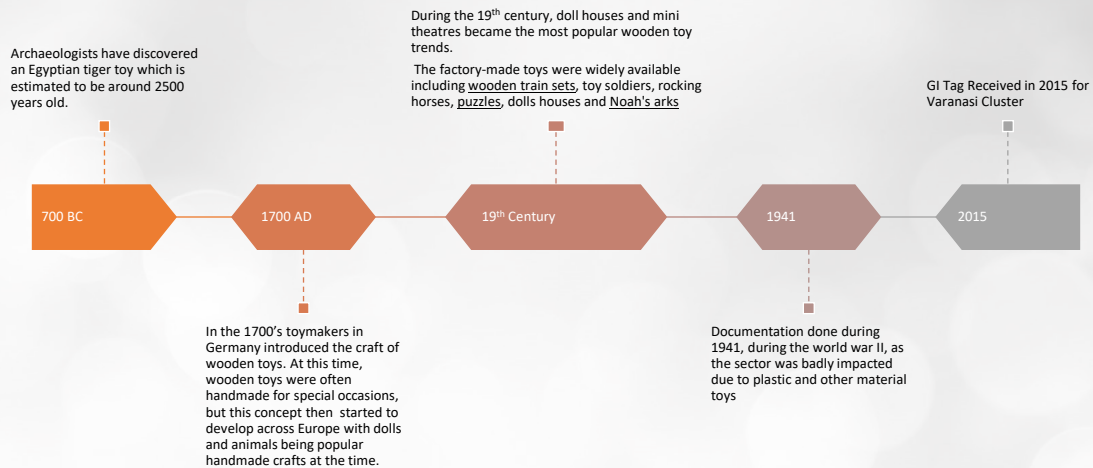 Archaeologists have discovered
an Egyptian tiger toy which is
estimated to be around 2500
years old.
During the 19th century, doll houses and mini
theatres became the most popular wooden toy
trends.
The factory-made toys were widely available
including wooden train sets, toy soldiers, rocking
horses, puzzles, dolls houses and Noah's arks
GI Tag Received in 2015 for
Varanasi Cluster
700 BC
1700 AD
19th Century
1941
2015
In the 1700's toymakers in
Germany introduced the craft of
wooden toys. At this time,
wooden toys were often
handmade for special occasions,
but this concept then started to
develop across Europe with dolls
and animals being popular
handmade crafts at the time.
Documentation done during
1941, during the world war II, as
the sector was badly impacted
due to plastic and other material
toys